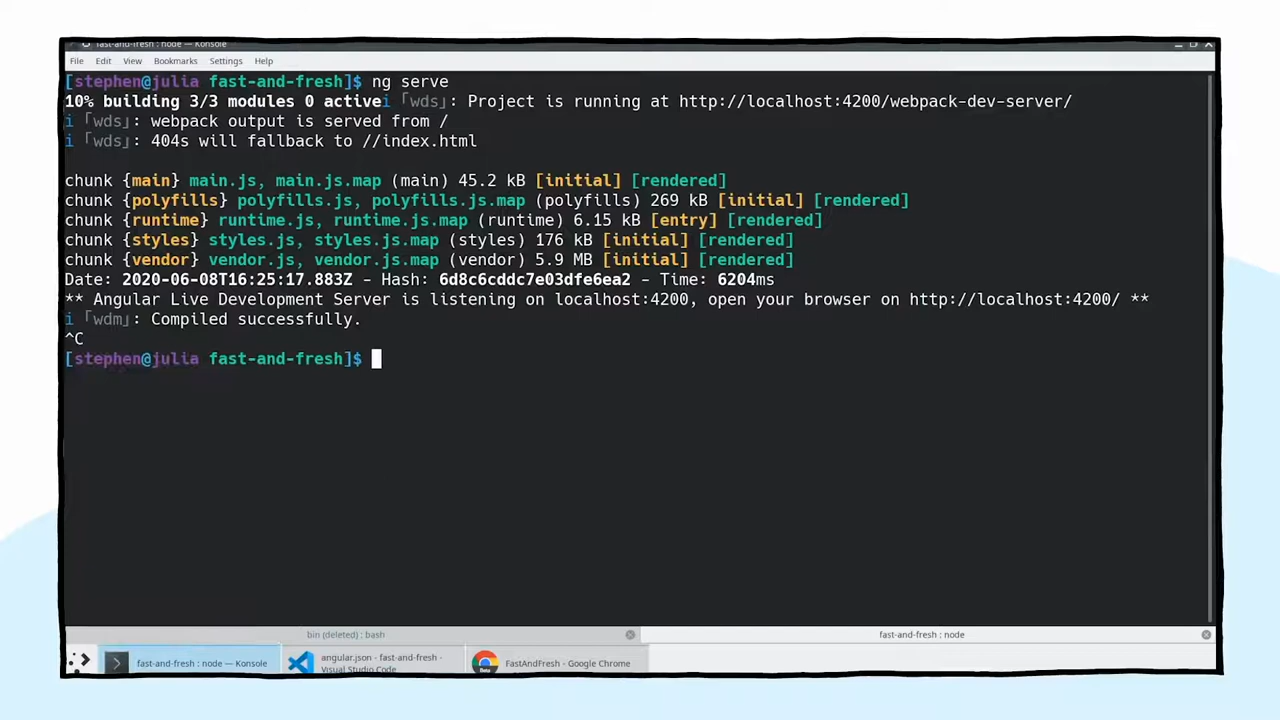 fast-and-fresh : node — Konsole
File Edit View Bookmarks Settings Help
[stephen@julia fast-and-fresh]$ ng serve
10% building 3/3 modules 0 activei ｢wds｣: Project is running at http://localhost:4200/webpack-dev-server/
i ｢wds｣: webpack output is served from /
i ｢wds｣: 404s will fallback to //index.html
chunk {main} main.js, main.js.map (main) 45.2 kB [initial] [rendered]
chunk {polyfills} polyfills.js, polyfills.js.map (polyfills) 269 kB [initial] [rendered]
chunk {runtime} runtime.js, runtime.js.map (runtime) 6.15 kB [entry] [rendered]
chunk {styles} styles.js, styles.js.map (styles) 176 kB [initial] [rendered]
chunk {vendor} vendor.js, vendor.js.map (vendor) 5.9 MB [initial] [rendered]
Date: 2020-06-08T16:25:17.883Z - Hash: 6d8c6cddc7e03dfe6ea2 - Time: 6204ms
** Angular Live Development Server is listening on localhost:4200, open your browser on http://localhost:4200/ **
i ｢wdm｣: Compiled successfully.
^C
[stephen@julia fast-and-fresh]$
bin (deleted) : bash
fast-and-fresh : node
fast-and-fresh : node — Konsole
angular.json - fast-and-fresh -
Visual Studio Code
Beta
FastAndFresh - Google Chrome